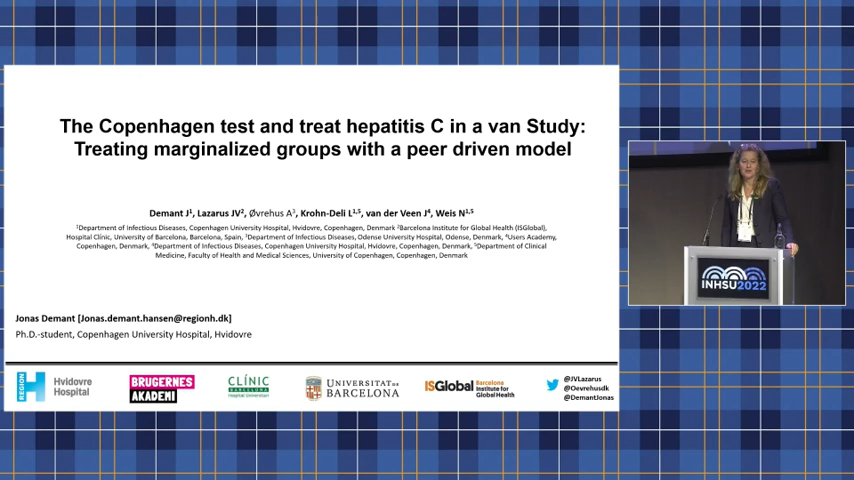 The Copenhagen test and treat hepatitis C in a van Study:
Treating marginalized groups with a peer driven model
Demant J¹, Lazarus JV², Øvrehus A³, Krohn-Deli L¹,⁵, van der Veen J⁴, Weis N¹,⁵
¹Department of Infectious Diseases, Copenhagen University Hospital, Hvidovre, Copenhagen, Denmark ²Barcelona Institute for Global Health (ISGlobal),
Hospital Clínic, University of Barcelona, Barcelona, Spain, ³Department of Infectious Diseases, Odense University Hospital, Odense, Denmark, ⁴Users Academy,
Copenhagen, Denmark, ⁴Department of Infectious Diseases, Copenhagen University Hospital, Hvidovre, Copenhagen, Denmark, ⁵Department of Clinical
Medicine, Faculty of Health and Medical Sciences, University of Copenhagen, Copenhagen, Denmark
Jonas Demant [Jonas.demant.hansen@regionh.dk]
Ph.D.-student, Copenhagen University Hospital, Hvidovre
REGION
H
Hvidovre
Hospital
BRUGERNES
AKADEMI
CLÍNIC
BARCELONA
Hospital Universitari
UNIVERSITAT DE
BARCELONA
ISGlobal Barcelona
Institute for
Global Health
@JVLazarus
@Oevrehusdk
@DemantJonas
INHSU2022